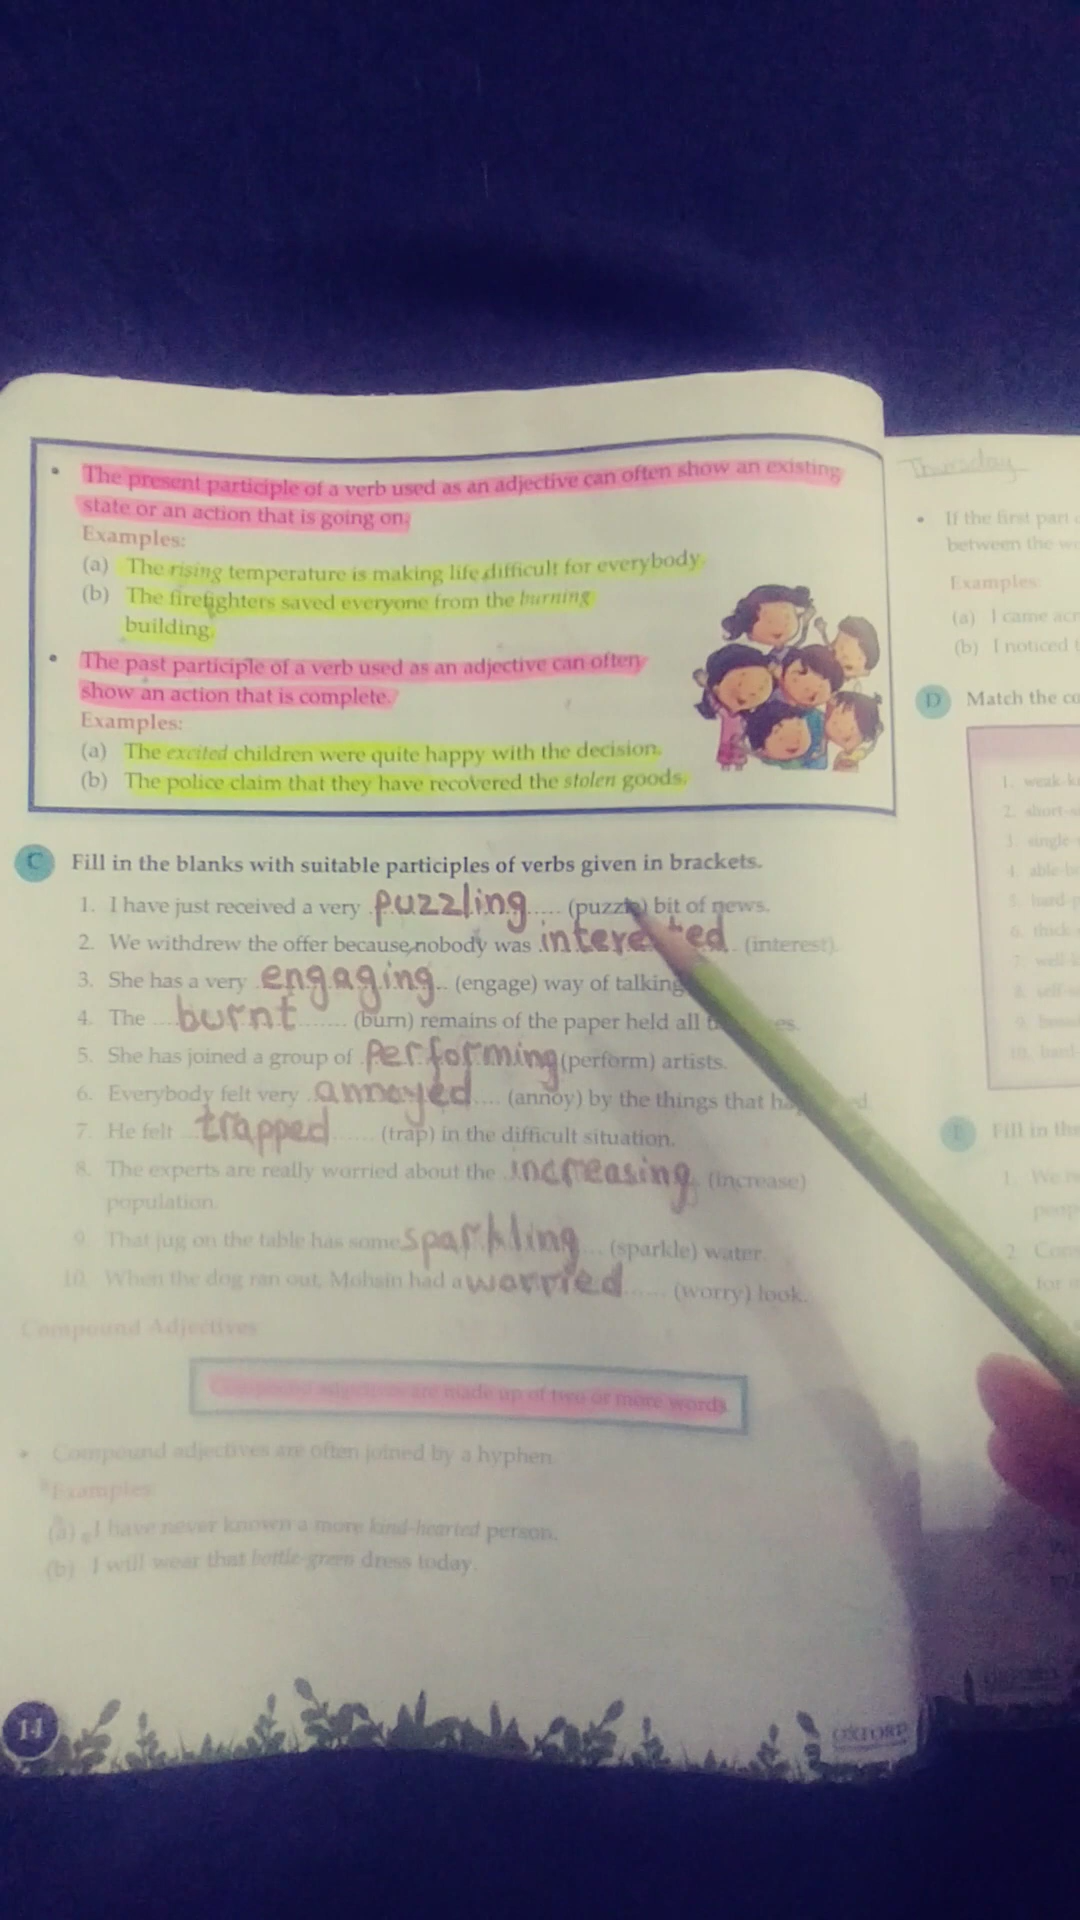 • The present participle of a verb used as an adjective can often show an existing
state or an action that is going on.
Examples:
(a) The rising temperature is making life difficult for everybody.
(b) The firefighters saved everyone from the burning
building.
• The past participle of a verb used as an adjective can often
show an action that is complete.
Examples:
(a) The excited children were quite happy with the decision.
(b) The police claim that they have recovered the stolen goods.
C Fill in the blanks with suitable participles of verbs given in brackets.
1. I have just received a very puzzling (puzzle) bit of news.
2. We withdrew the offer because nobody was interested (interest).
3. She has a very engaging (engage) way of talking
4. The burnt (burn) remains of the paper held all
5. She has joined a group of performing (perform) artists.
6. Everybody felt very annoyed (annoy) by the things that
7. He felt trapped (trap) in the difficult situation.
8. The experts are really worried about the increasing (increase)
population.
9. That jug on the table has some sparkling (sparkle) water.
10. When the dog ran out, Mohsin had a worried (worry) look.
Compound Adjectives
Compound adjectives are made up of two or more words.
• Compound adjectives are often joined by a hyphen.
Examples:
(a) I have never known a more kind-hearted person.
(b) I will wear that bottle-green dress today.
14
OXFORD
Thursday
• If the first part
between the
Examples:
(a) I came
(b) I noticed
D Match the
1. weak-
2. short-
3. single-
4. able-
5. hard-
6. thick-
7. well-
8. self-
9.
10. hard-
E Fill in the
1. We
2.
for